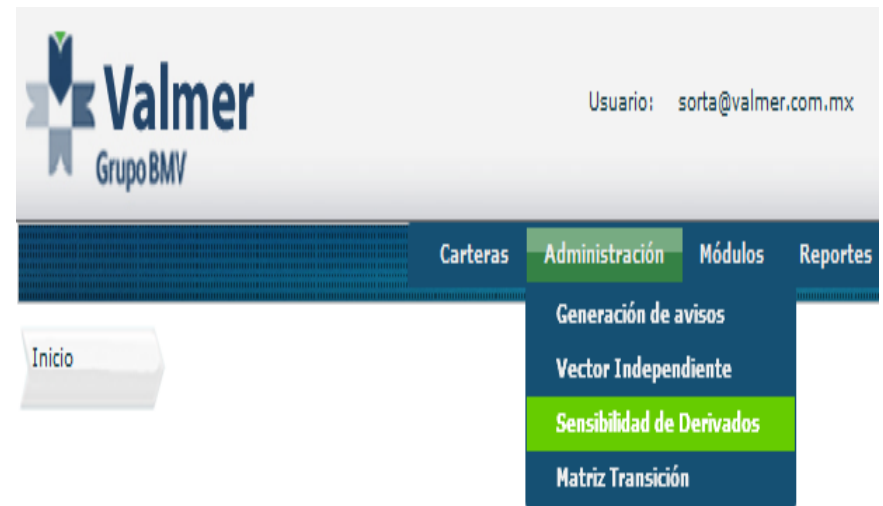 Valmer
Grupo BMV
Usuario: sorta@valmer.com.mx
Carteras Administración Módulos Reportes
Generación de avisos
Inicio
Vector Independiente
Sensibilidad de Derivados
Matriz Transición